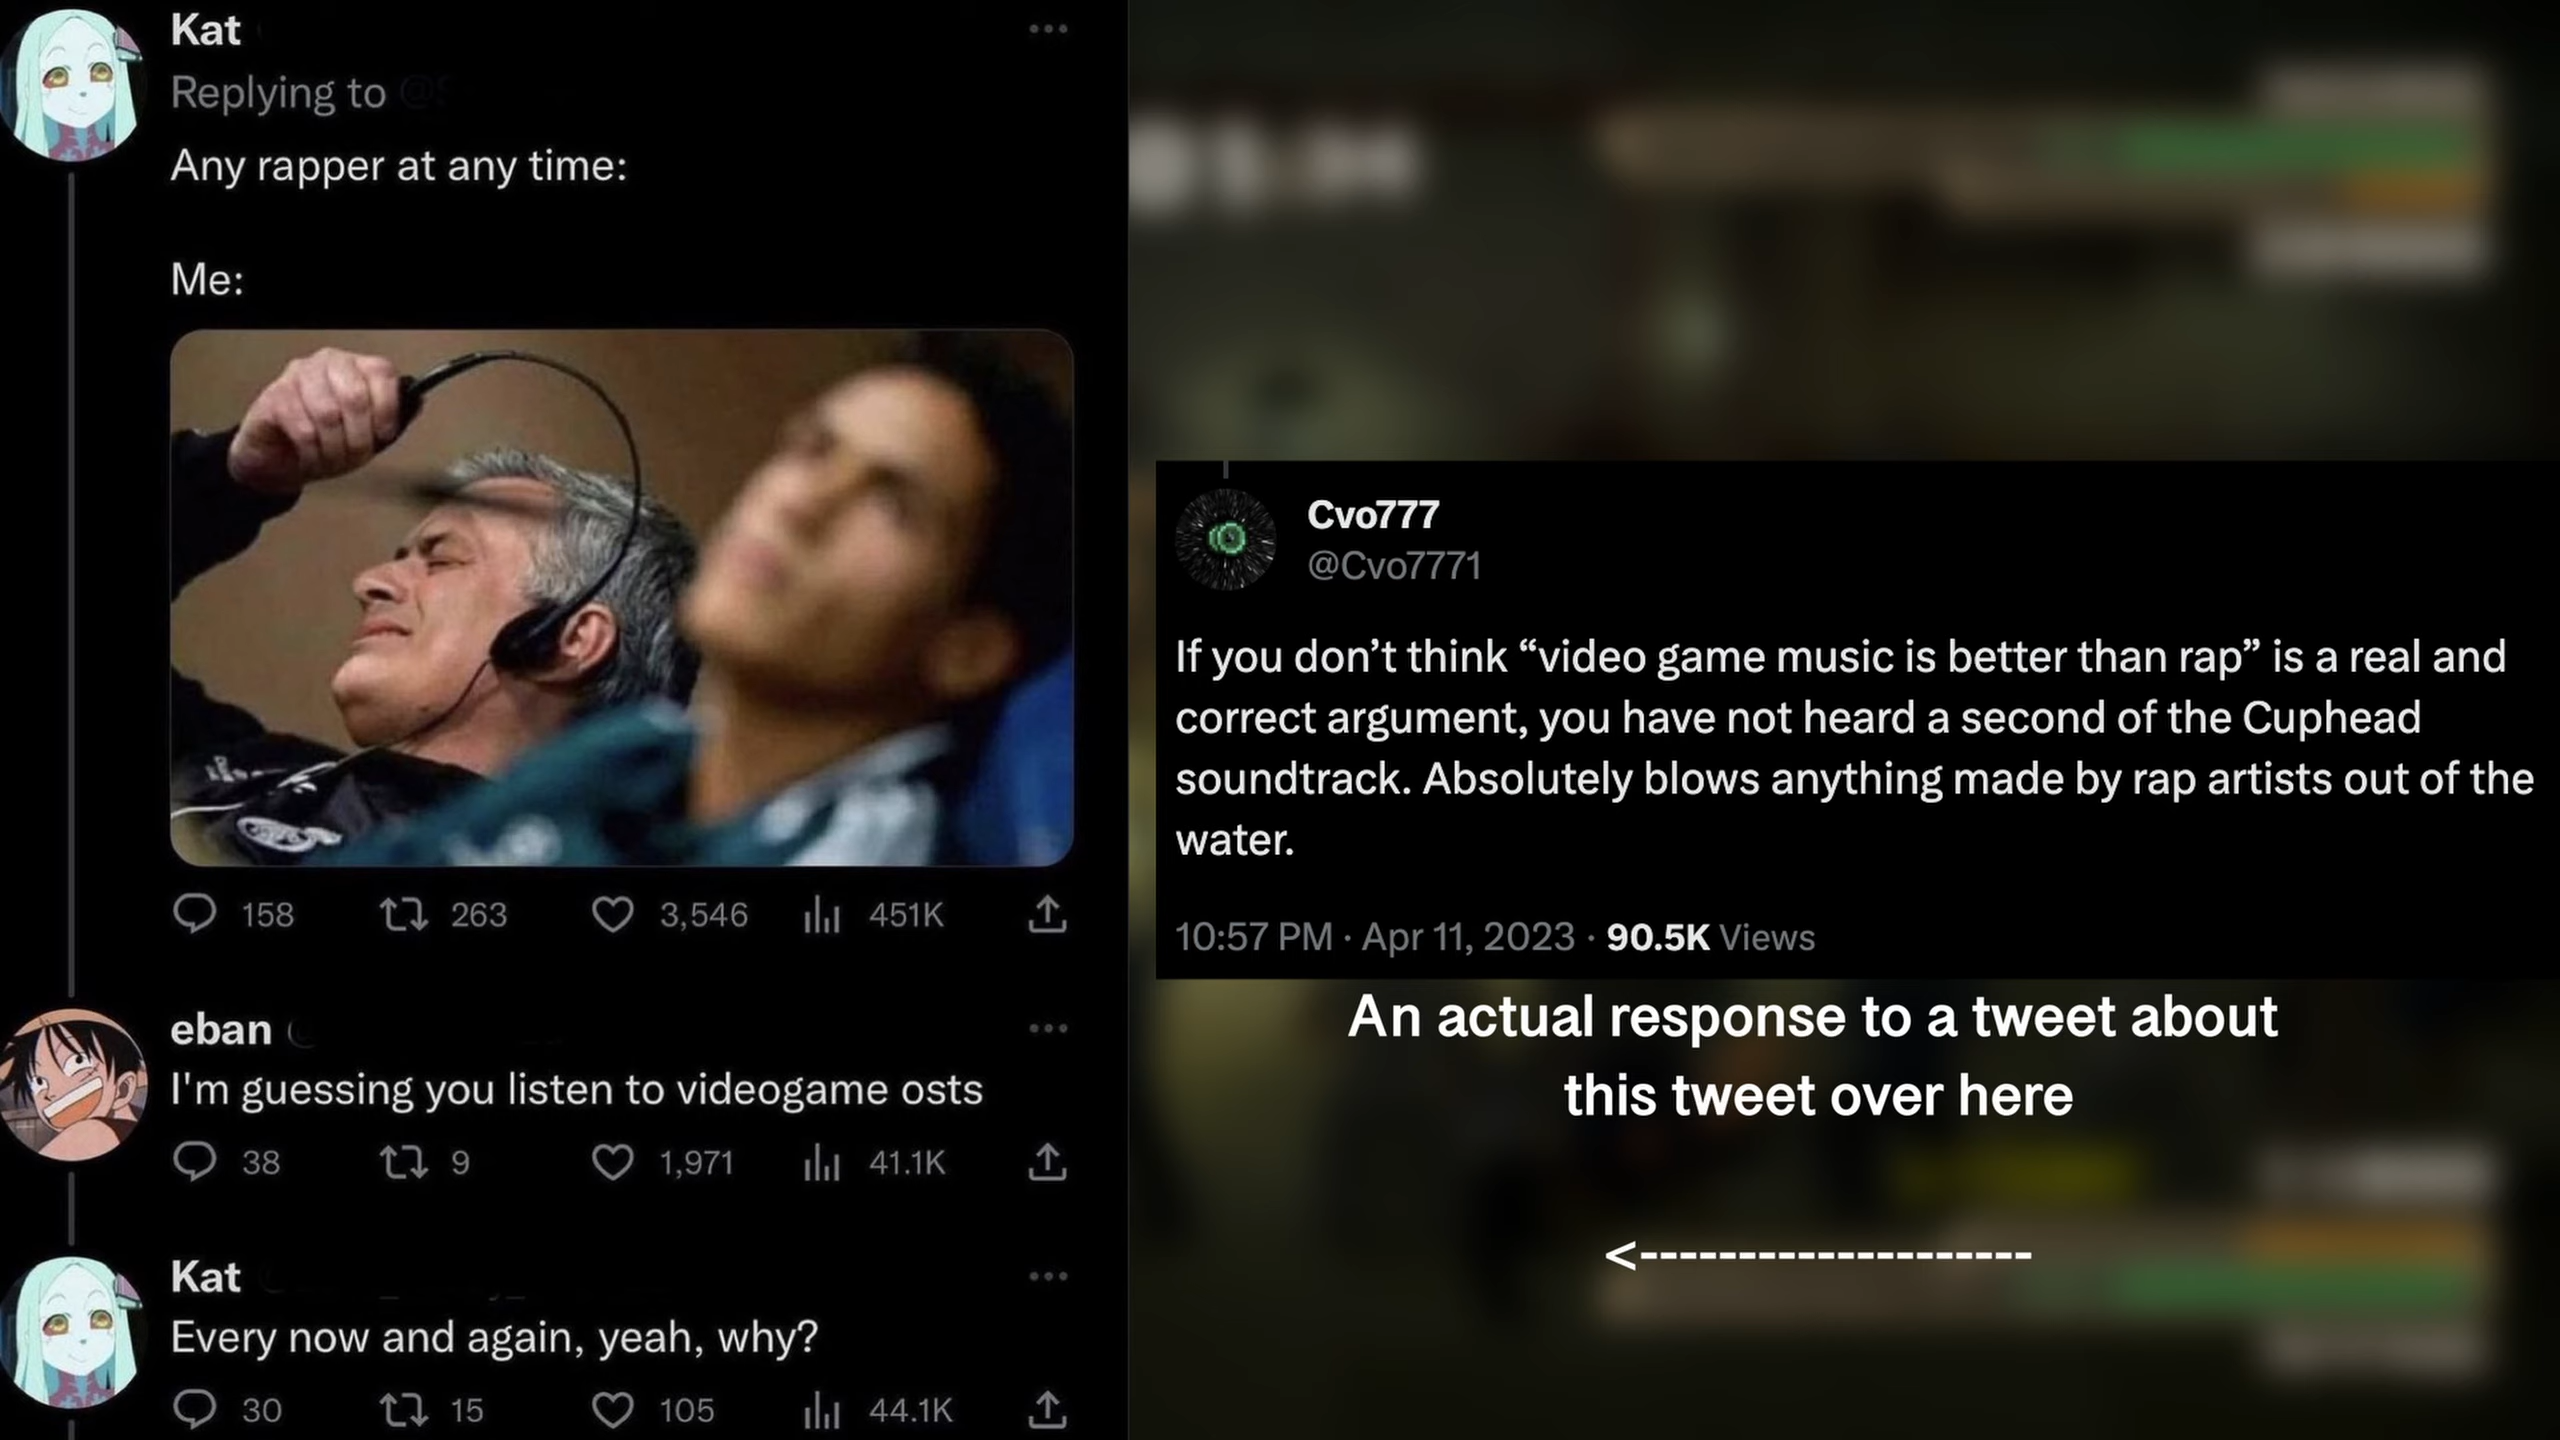 Kat
Replying to
Any rapper at any time:
Me:
158 263 3,546 451K
eban
I'm guessing you listen to videogame osts
38 9 1,971 41.1K
Kat
Every now and again, yeah, why?
30 15 105 44.1K
Cvo777
@Cvo7771
If you don’t think “video game music is better than rap” is a real and
correct argument, you have not heard a second of the Cuphead
soundtrack. Absolutely blows anything made by rap artists out of the
water.
10:57 PM · Apr 11, 2023 · 90.5K Views
An actual response to a tweet about
this tweet over here
<--------------------